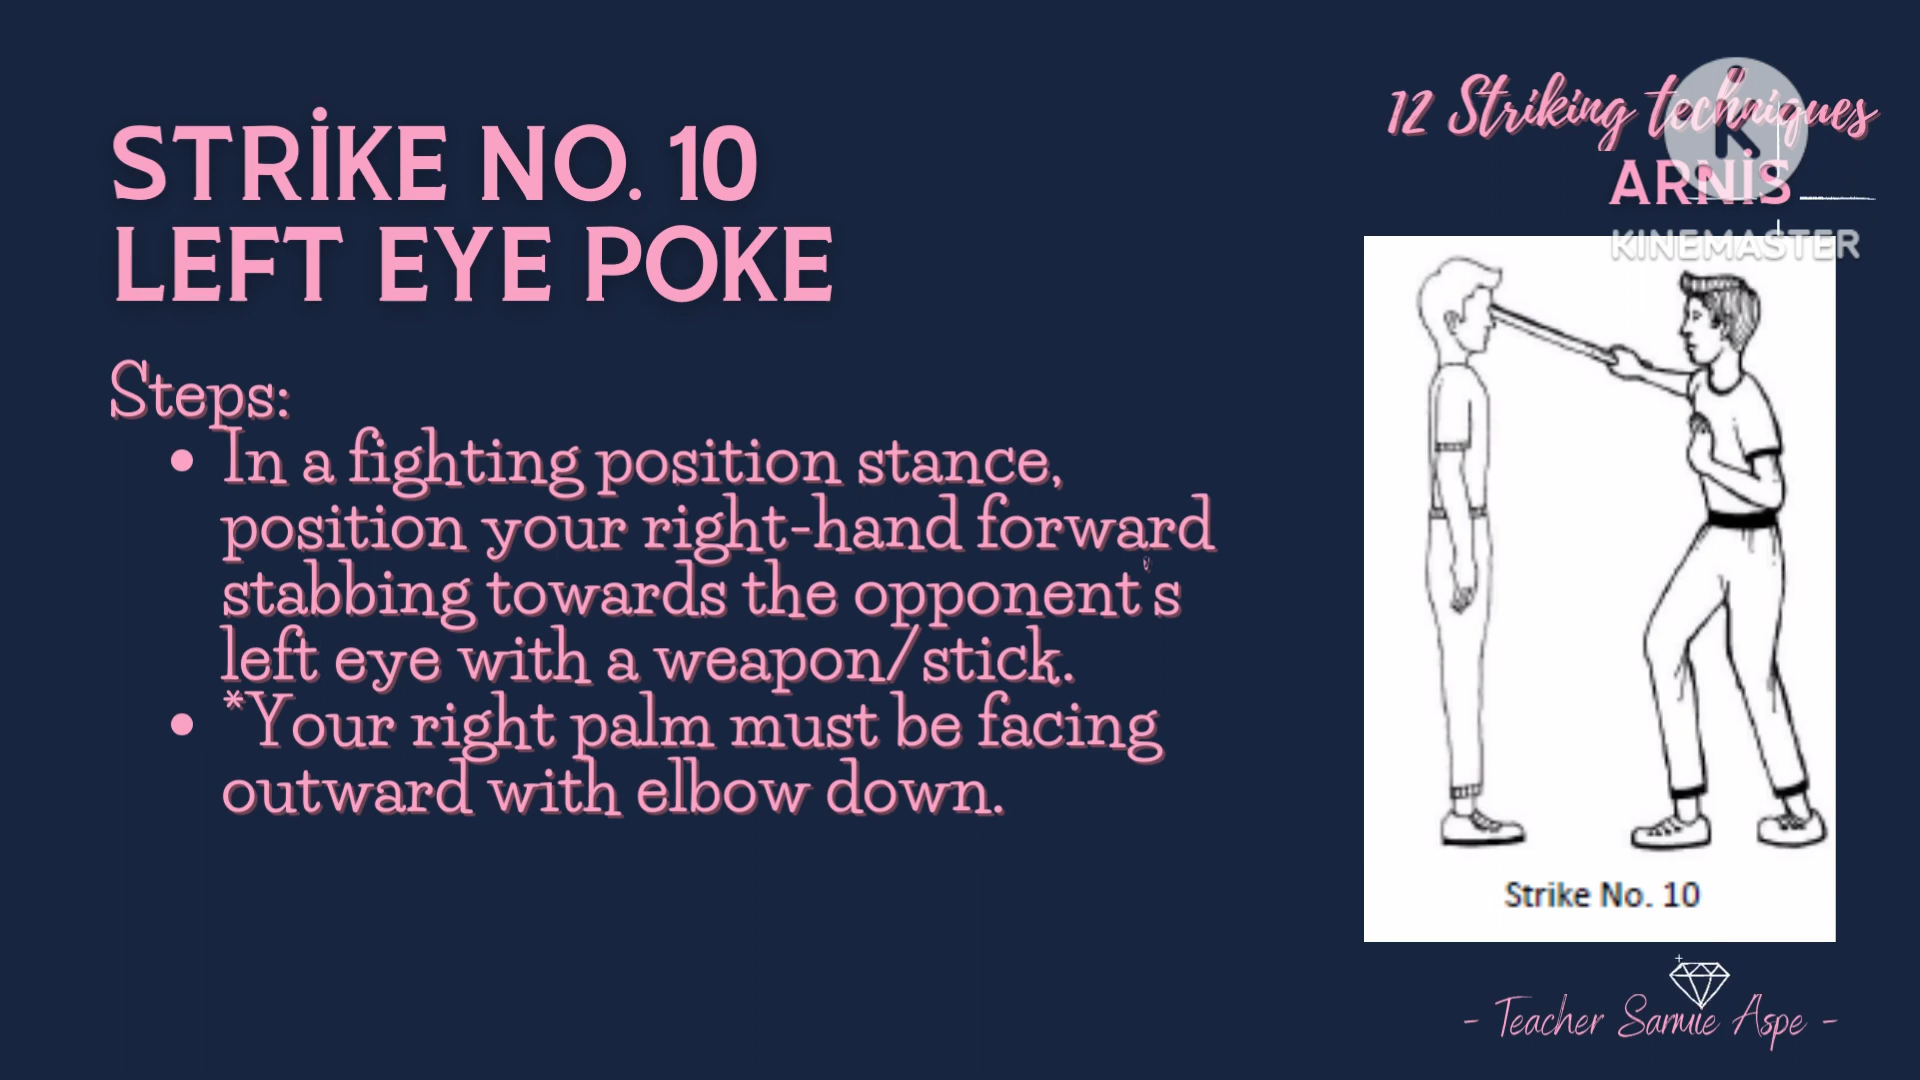 12 Striking techniques
ARNİS
K
KINEMASTER
STRİKE NO. 10
LEFT EYE POKE
Steps:
• In a fighting position stance,
position your right-hand forward
stabbing towards the opponent's
left eye with a weapon/stick.
• *Your right palm must be facing
outward with elbow down.
Strike No. 10
- Teacher Samie Aspe -